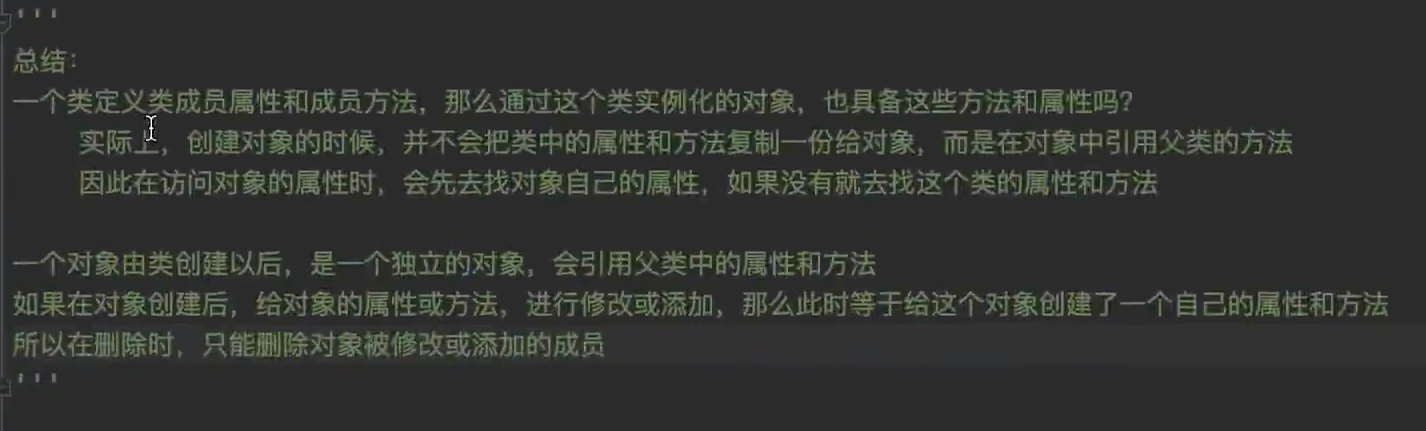 '''
总结：
一个类定义类成员属性和成员方法，那么通过这个类实例化的对象，也具备这些方法和属性吗？
实际上，创建对象的时候，并不会把类中的属性和方法复制一份给对象，而是在对象中引用父类的方法
因此在访问对象的属性时，会先去找对象自己的属性，如果没有就去找这个类的属性和方法
一个对象由类创建以后，是一个独立的对象，会引用父类中的属性和方法
如果在对象创建后，给对象的属性或方法，进行修改或添加，那么此时等于给这个对象创建了一个自己的属性和方法
所以在删除时，只能删除对象被修改或添加的成员
'''